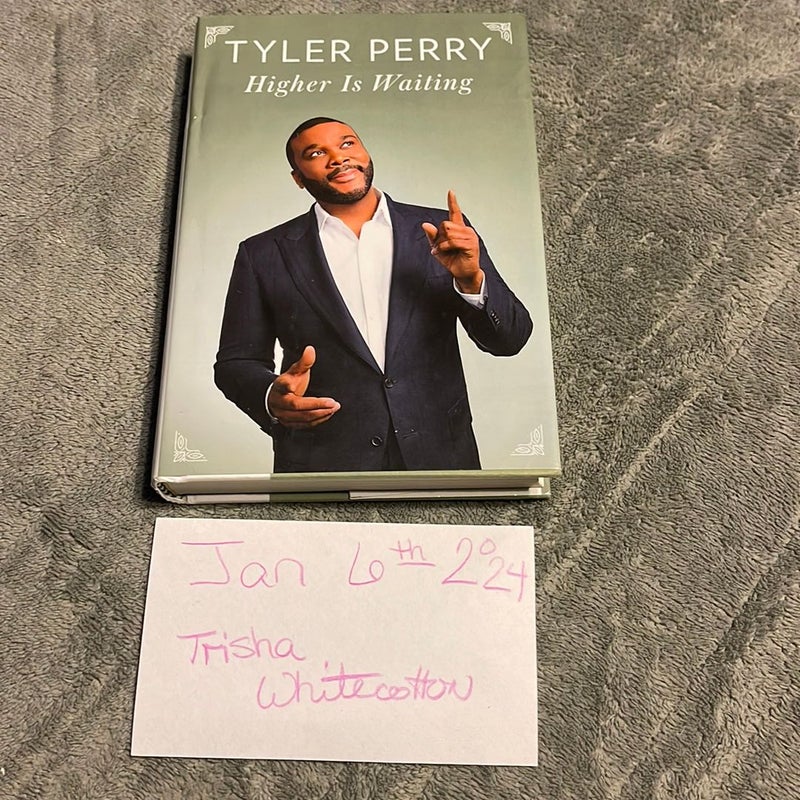 TYLER PERRY
Higher Is Waiting
Jan 6th 2024
Trisha
Whitecotton